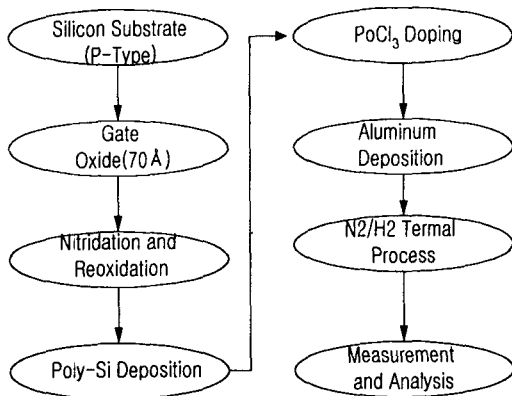 Silicon Substrate
(P-Type)
Gate
Oxide(70Å)
Nitridation and
Reoxidation
Poly-Si Deposition
PoCl₃ Doping
Aluminum
Deposition
N2/H2 Termal
Process
Measurement
and Analysis